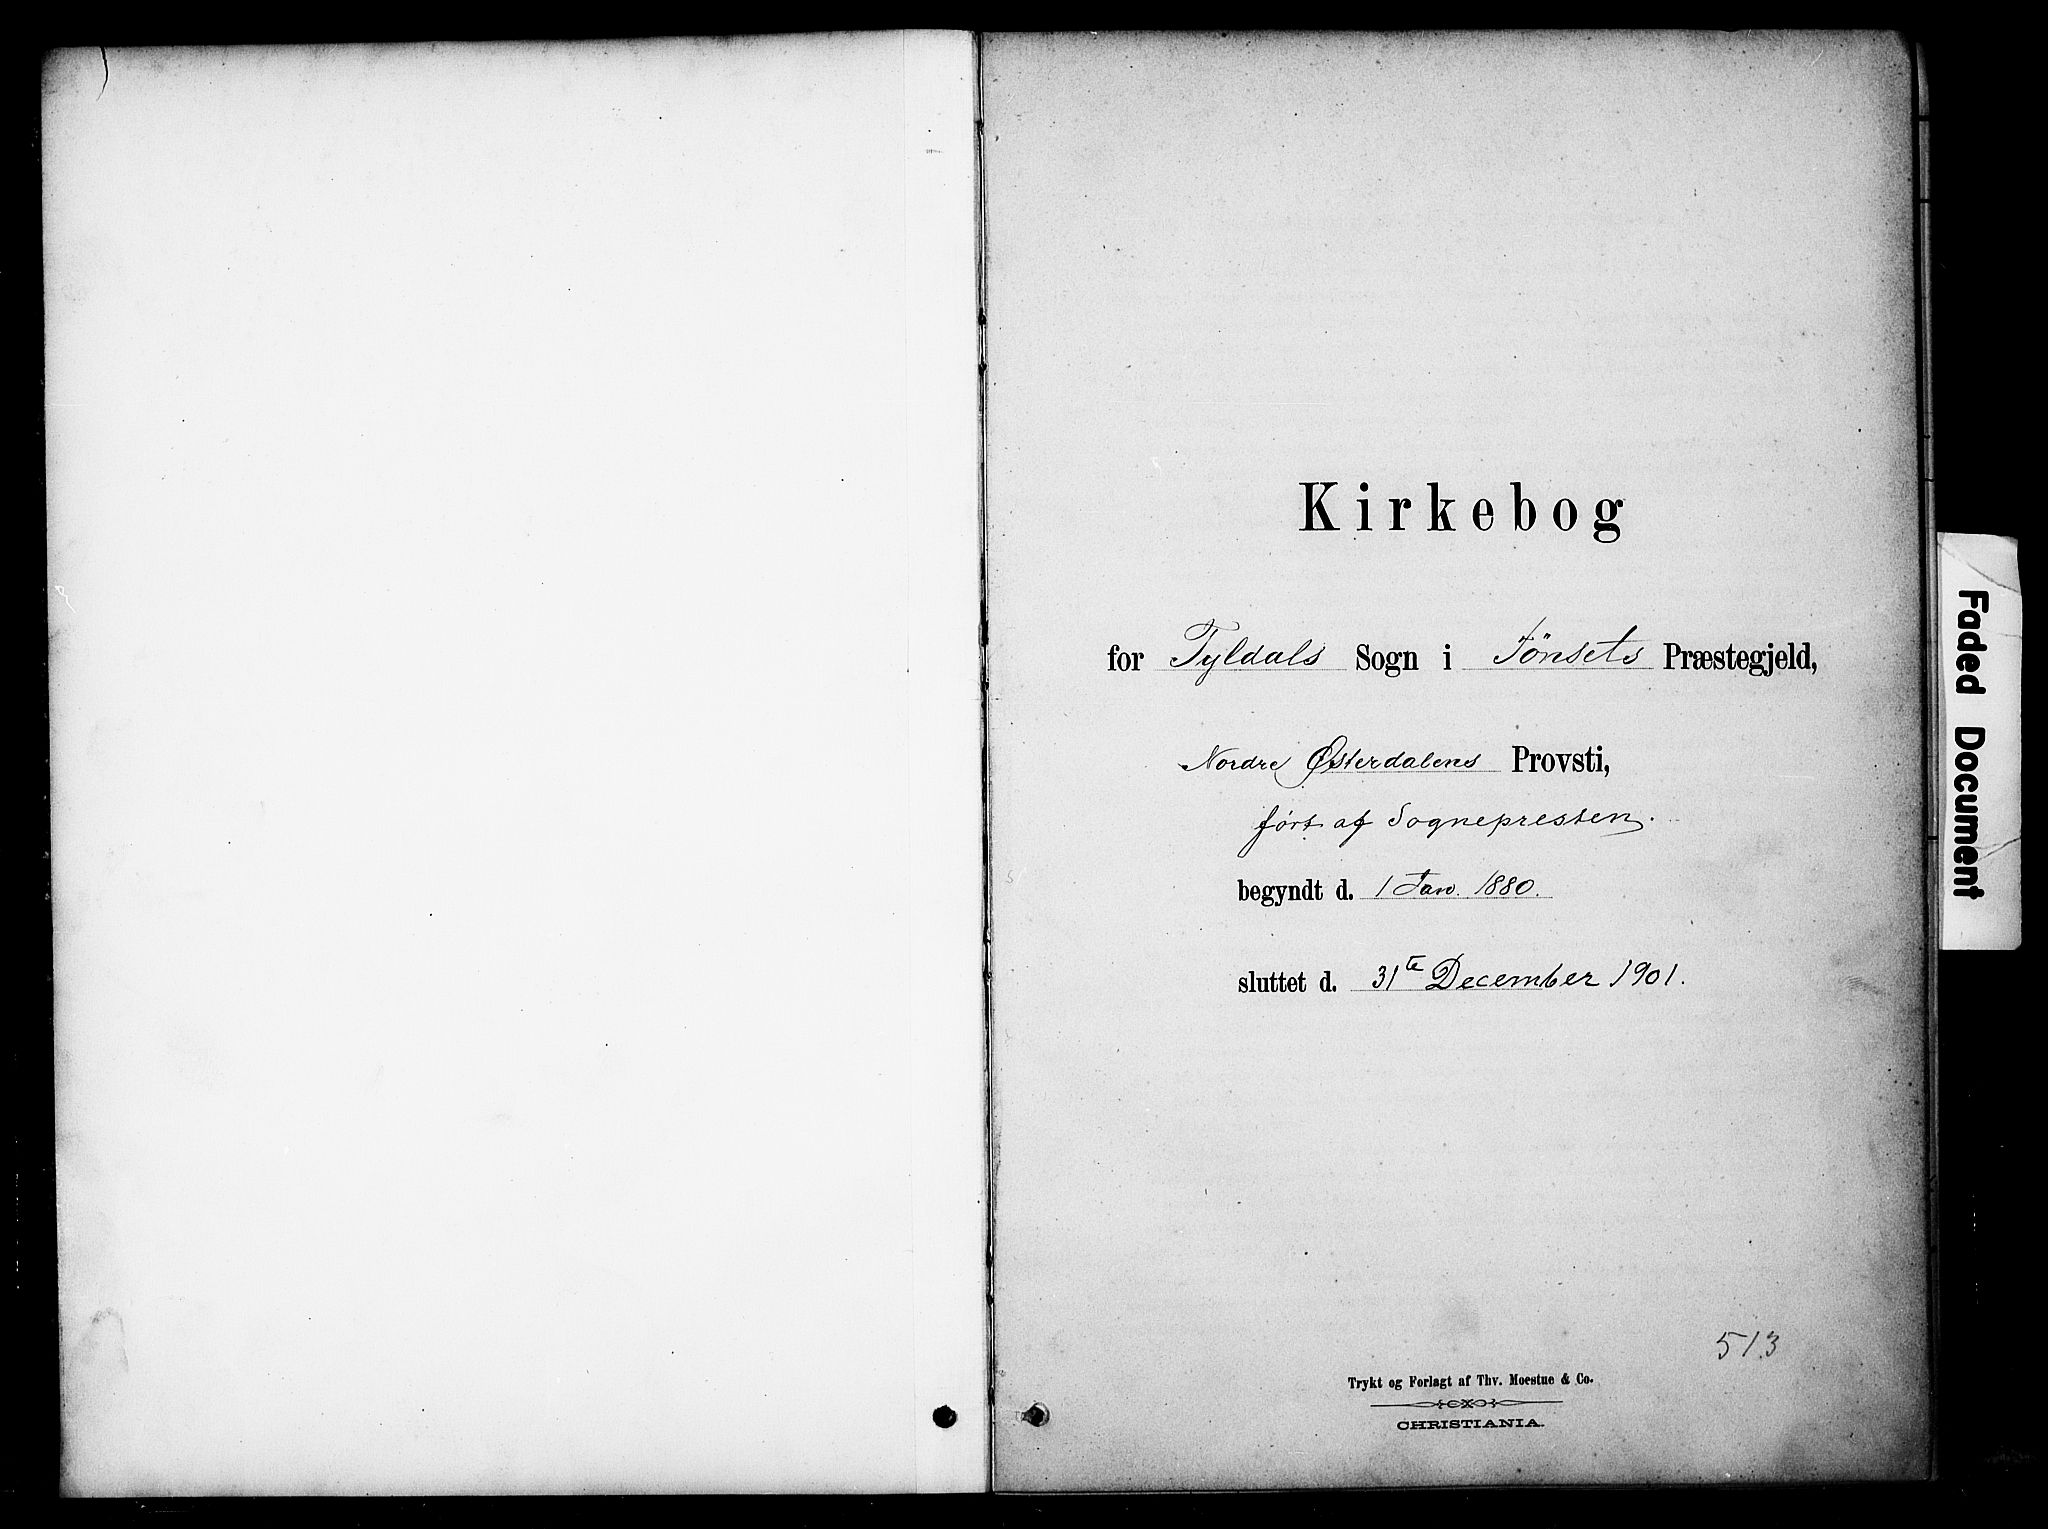 Kirkebog
for Tyldals Sogn i Tönsets Præstegjeld,
Nordre Østerdalens Provsti,
ført af Sognepresten.
begyndt d. 1 Jan. 1880.
sluttet d. 31te December 1901.
513
Trykt og Forlagt af Thv. Moestue & Co.
CHRISTIANIA.
Faded Document